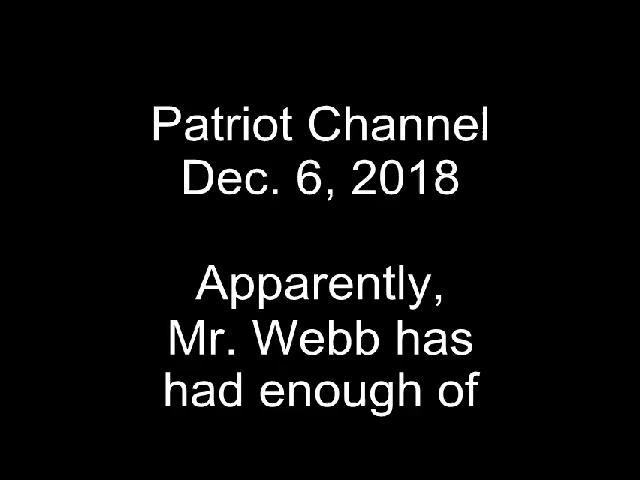 Patriot Channel
Dec. 6, 2018
Apparently,
Mr. Webb has
had enough of